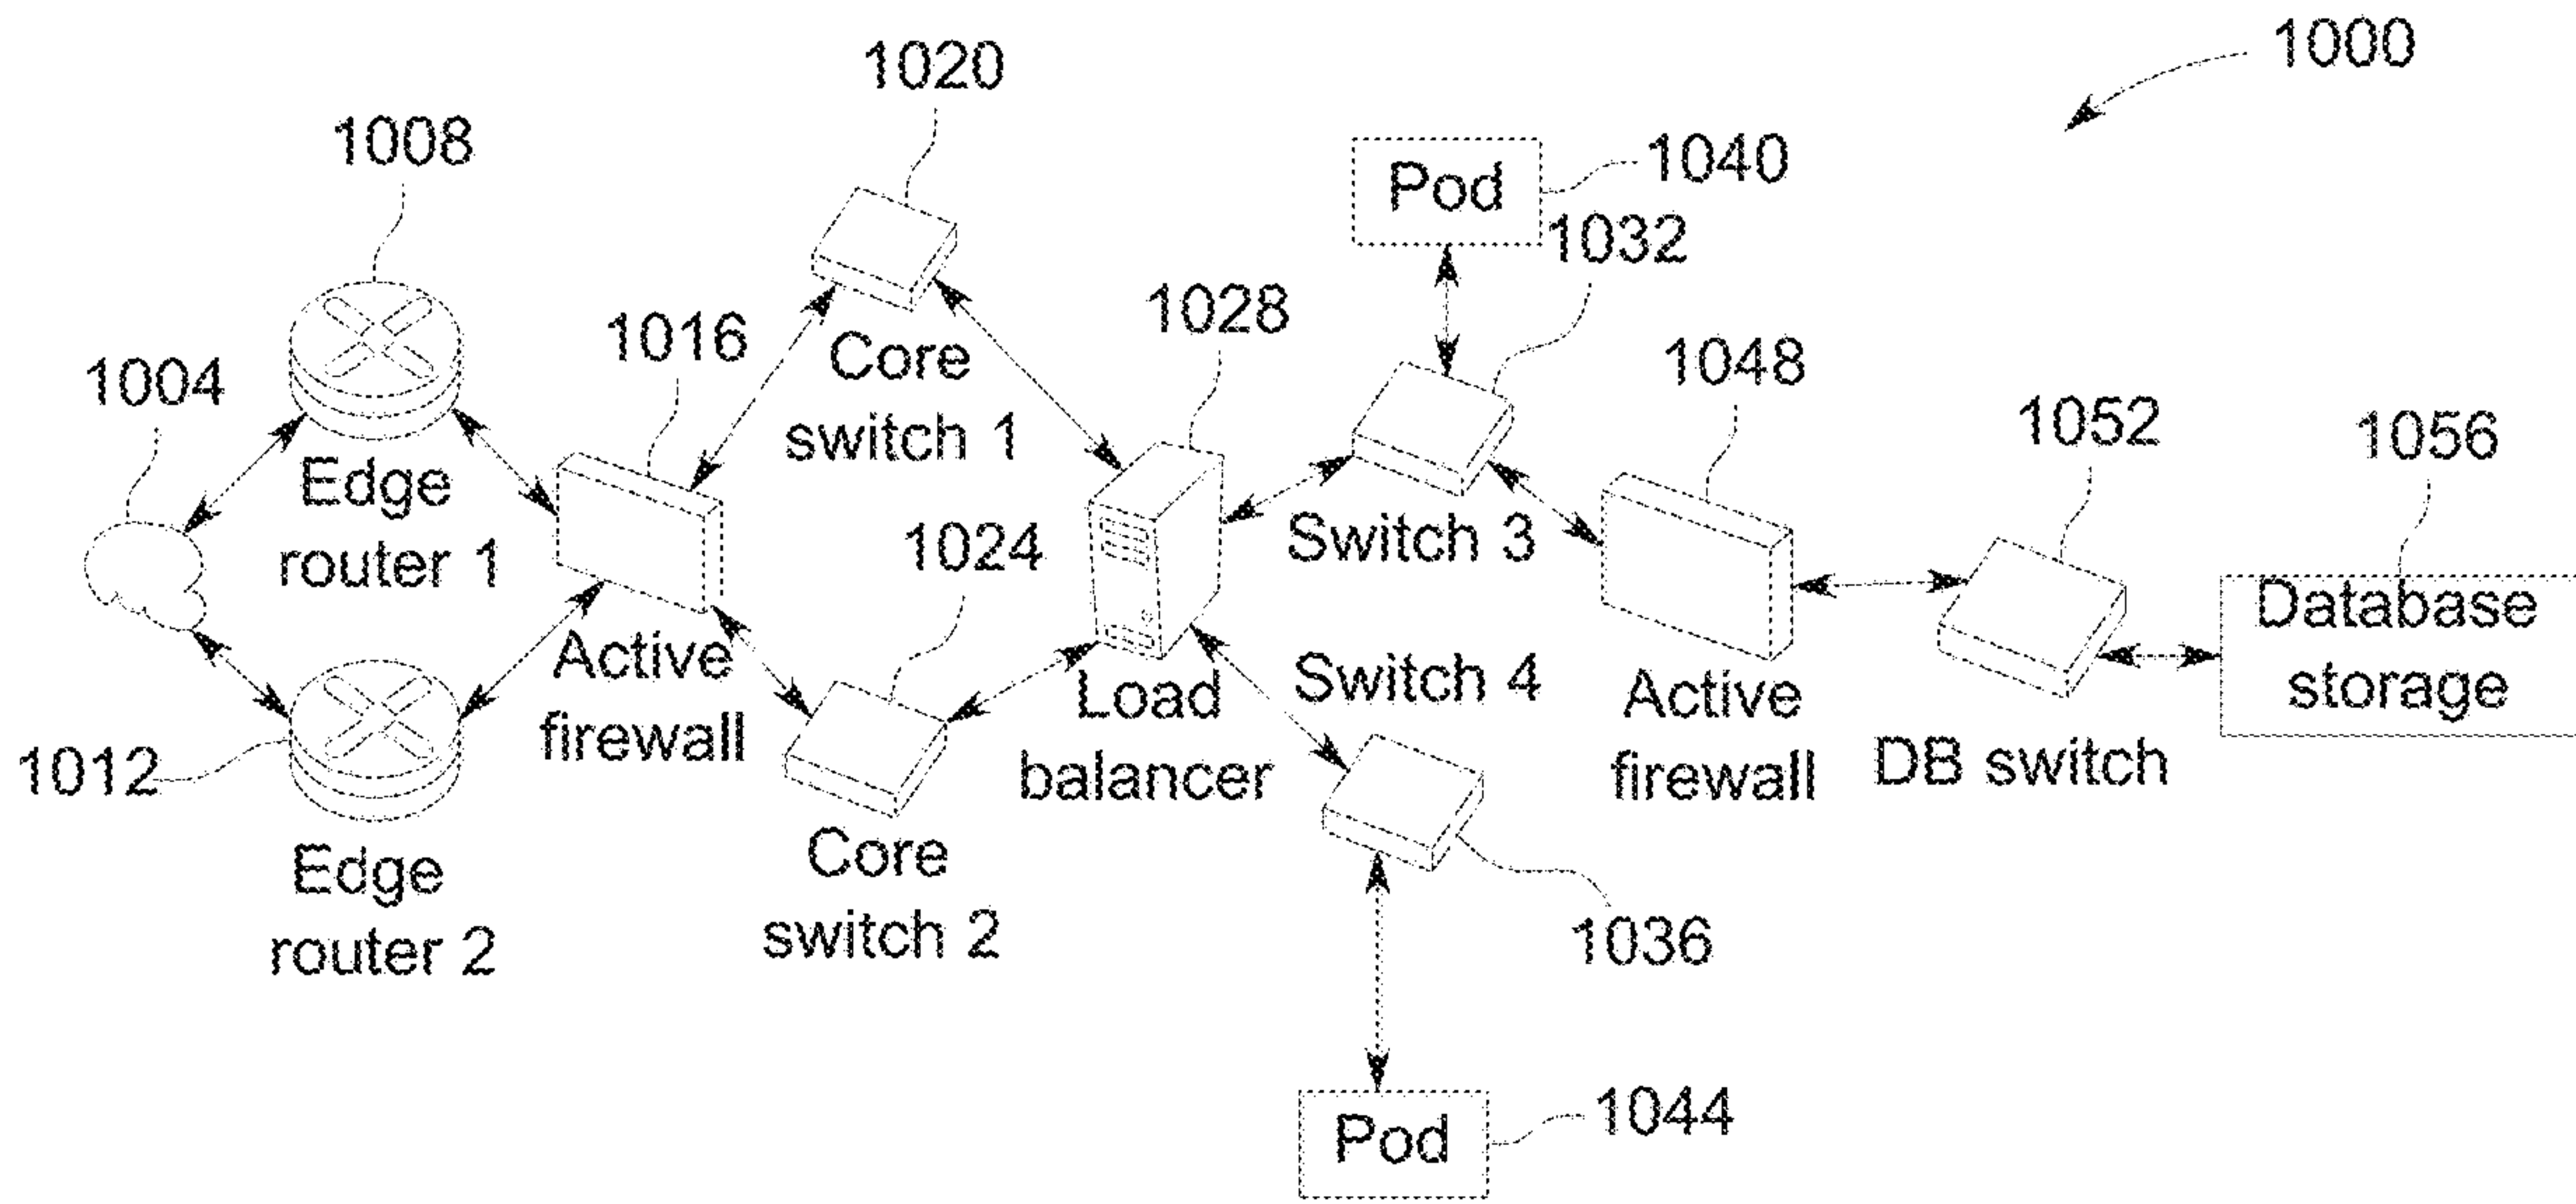 1000
1020
1008
Pod
1040
1032
1028
1016
1048
1004
Core
switch 1
1052
1056
Edge
router 1
1024
Switch 3
Database
storage
Active
firewall
Load
balancer
Switch 4
Active
firewall
DB switch
1012
Edge
router 2
Core
switch 2
1036
Pod
1044